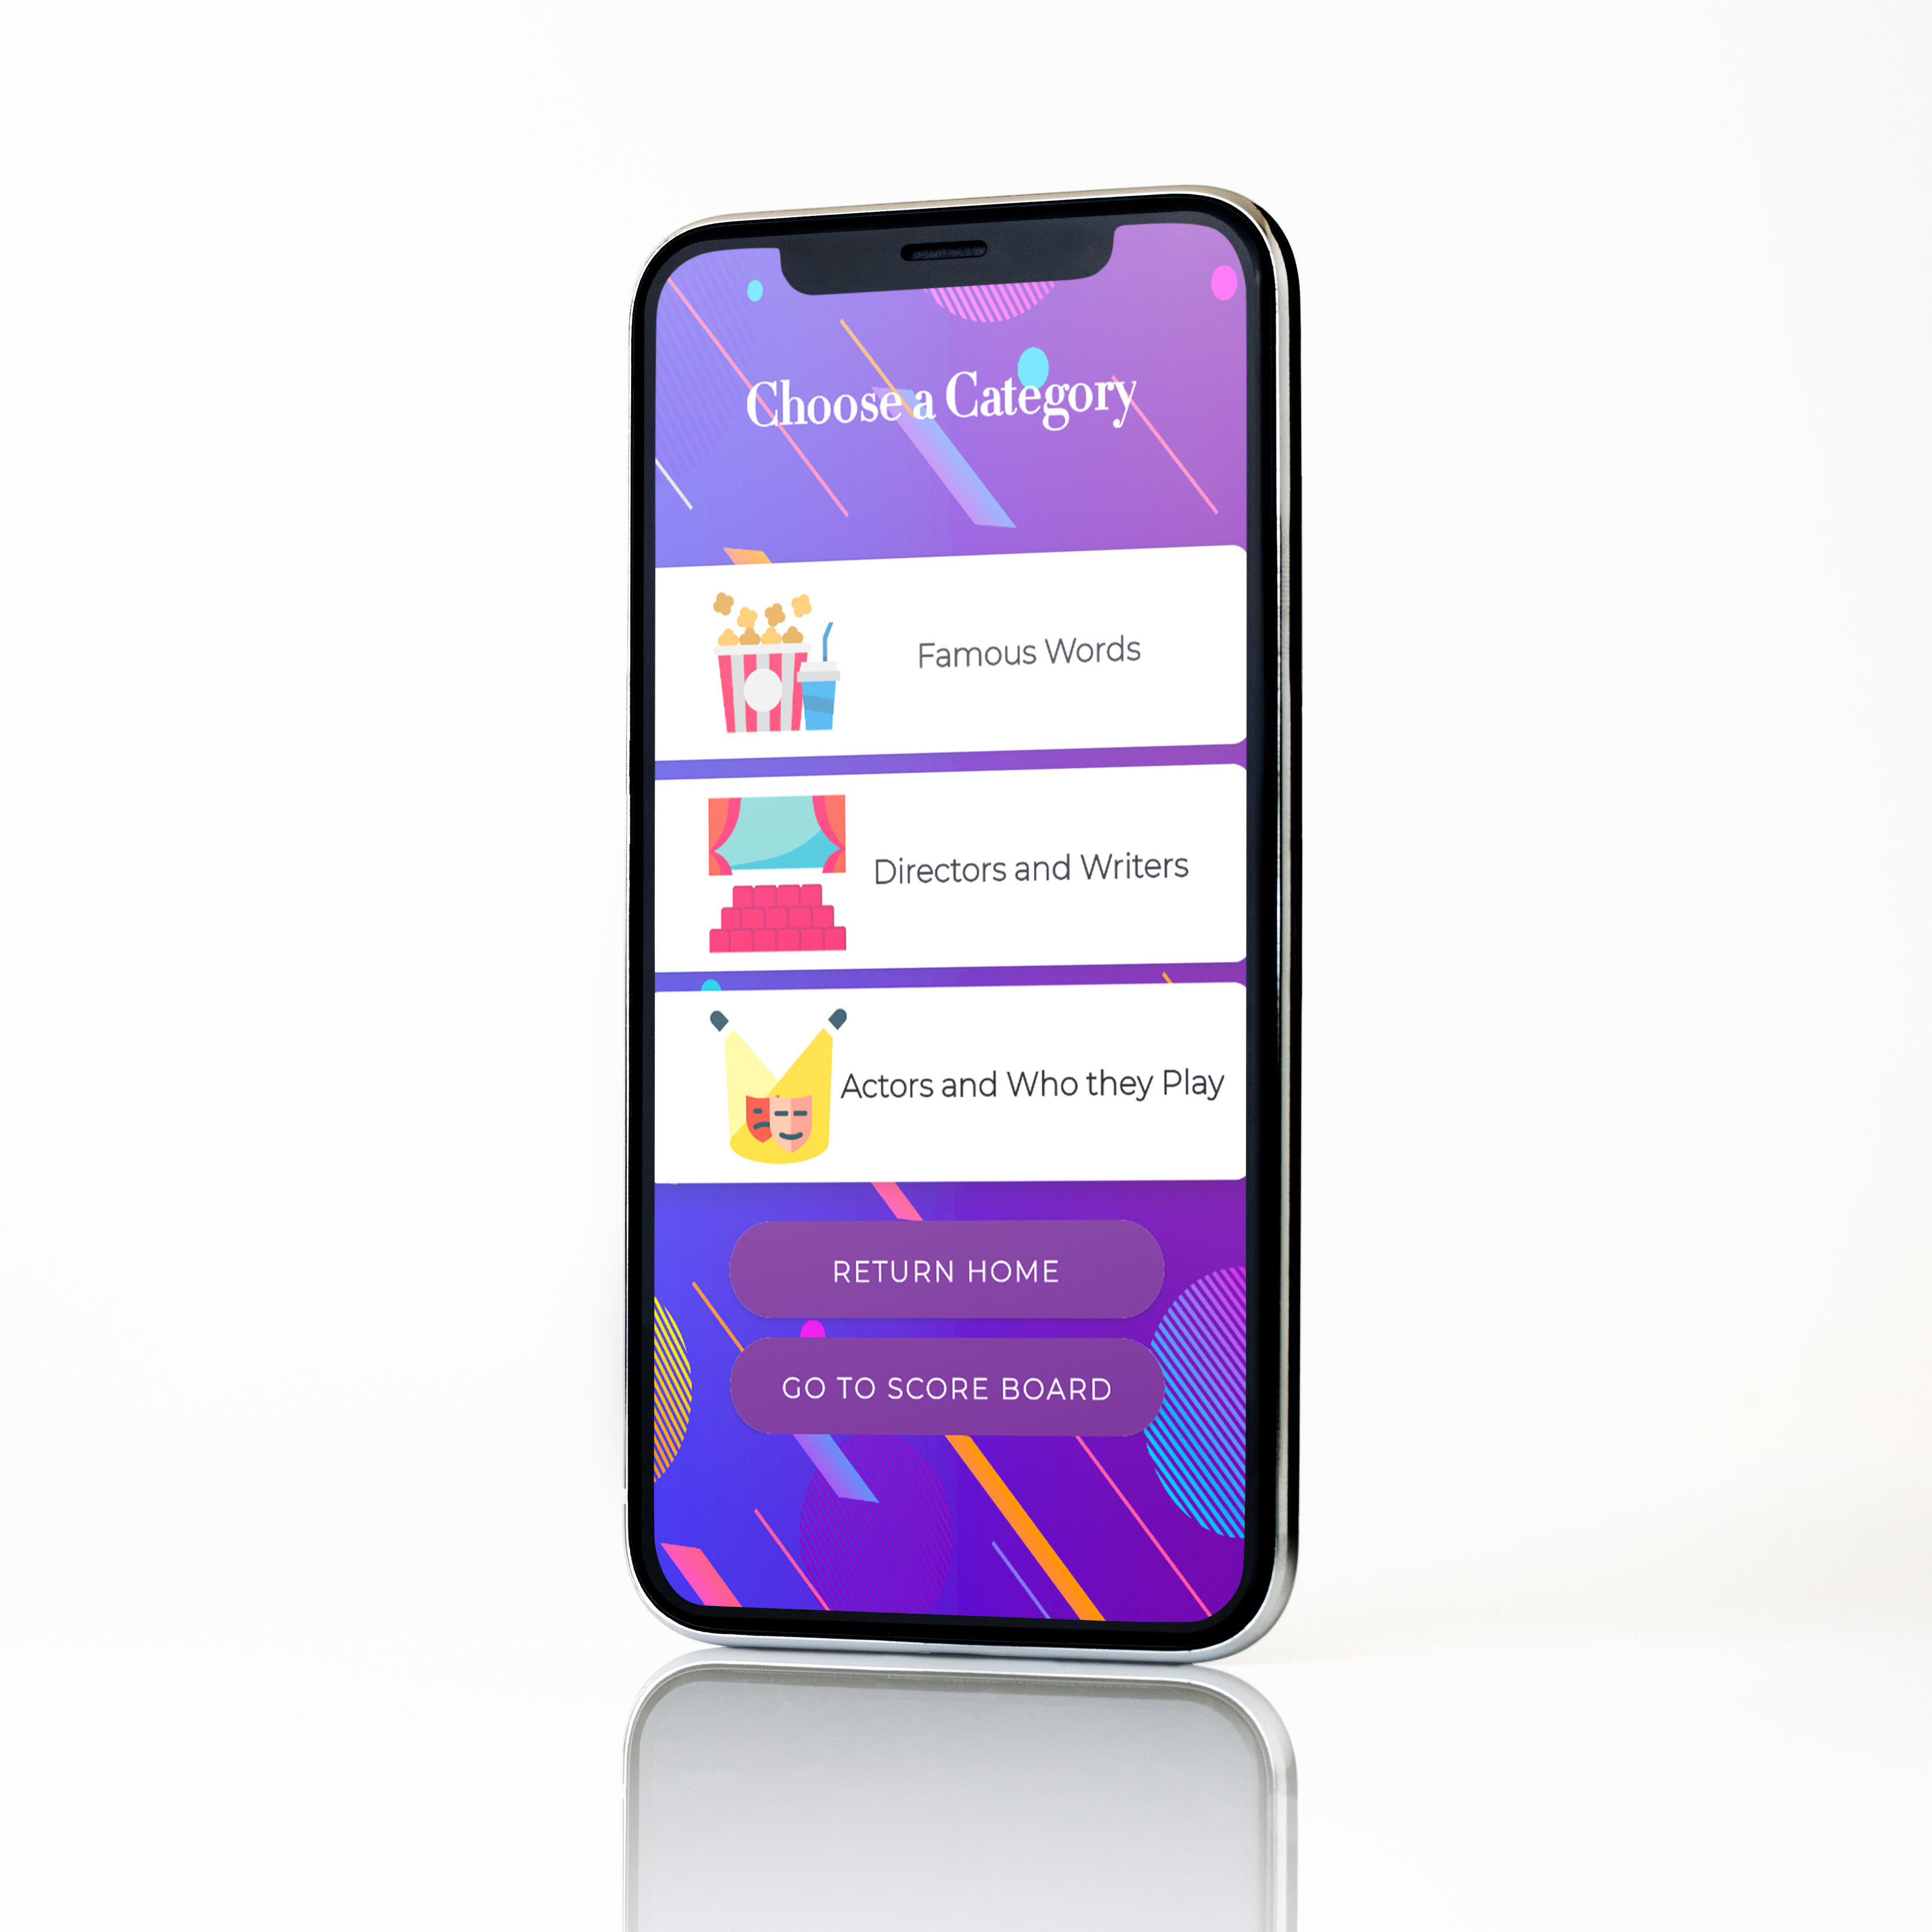 Choose a Category
Famous Words
Directors and Writers
Actors and Who they Play
RETURN HOME
GO TO SCORE BOARD